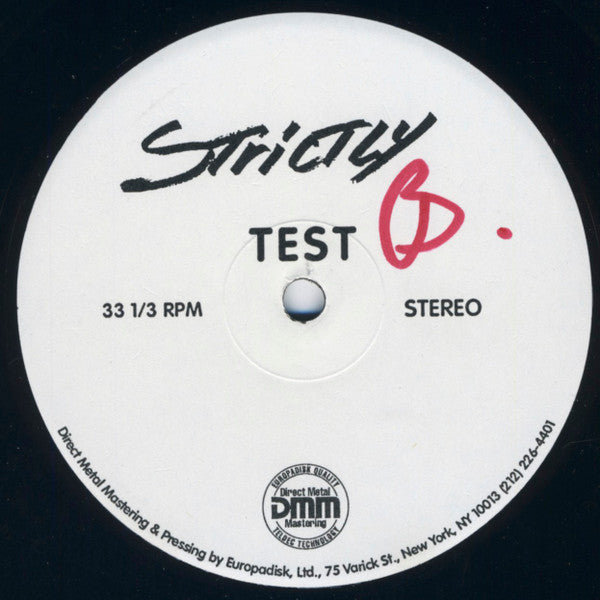 Strictly
TEST
B.
33 1/3 RPM
STEREO
EUROPADISK QUALITY
Direct Metal
DMM
Mastering
TELDEC TECHNOLOGY
Direct Metal Mastering & Pressing by Europadisk, Ltd., 75 Varick St., New York, NY 10013 (212) 226-4401